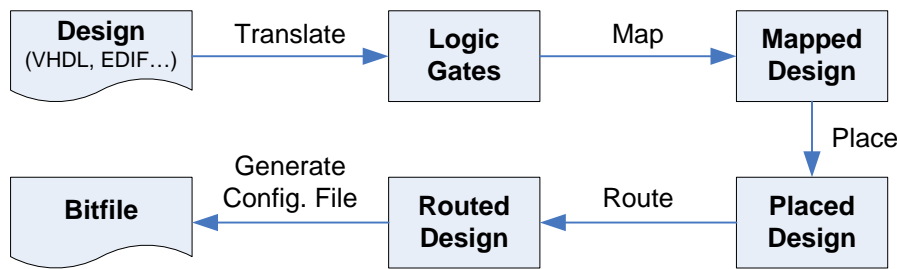 Design
(VHDL, EDIF…)
Translate
Logic
Gates
Map
Mapped
Design
Place
Placed
Design
Route
Routed
Design
Generate
Config. File
Bitfile